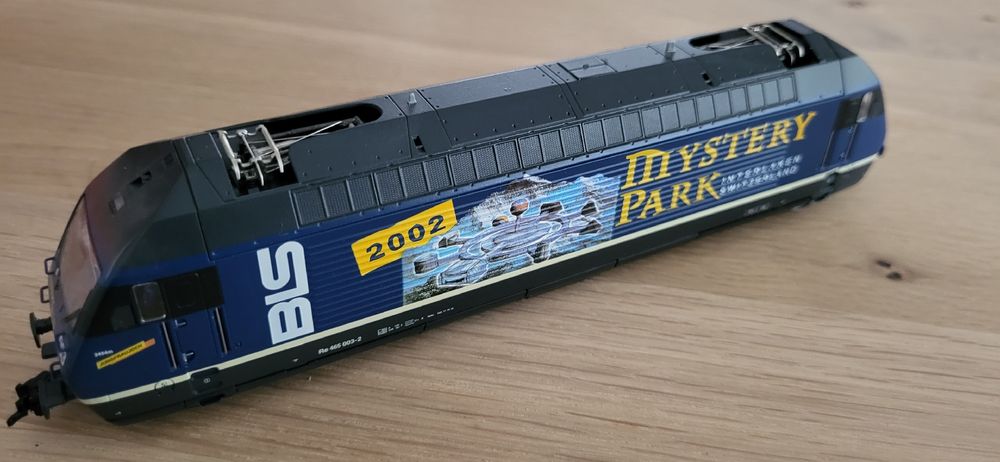 MYSTERY
PARK
INTERLAKEN
SWITZERLAND
2002
BLS
Re 465 003-2